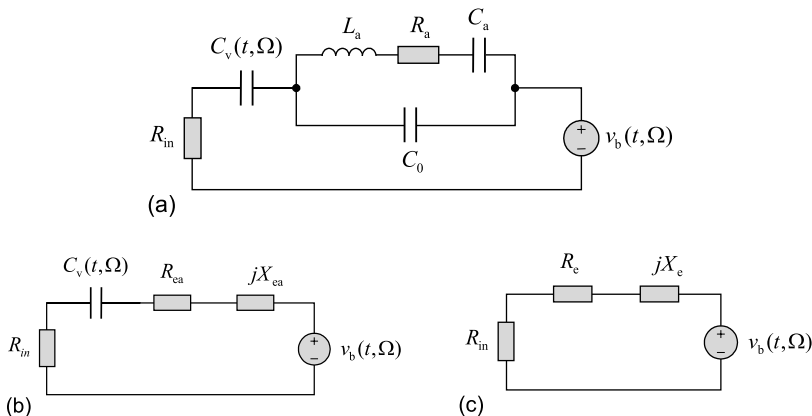 L_a
R_a
C_a
C_v(t,Ω)
R_in
C_0
+
−
v_b(t,Ω)
(a)
C_v(t,Ω)
R_ea
jX_ea
R_in
+
−
v_b(t,Ω)
(b)
R_e
jX_e
R_in
+
−
v_b(t,Ω)
(c)